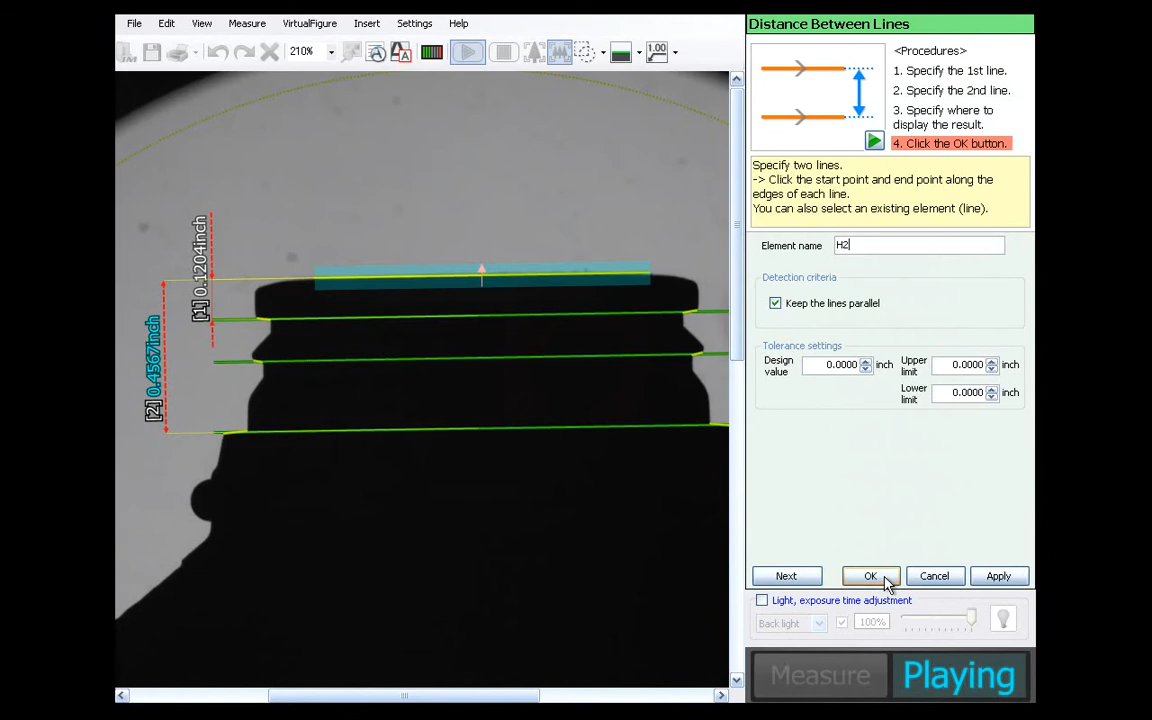 File Edit View Measure VirtualFigure Insert Settings Help
210%
1.00
[1] 0.1204inch
[2] 0.4567inch
Distance Between Lines
<Procedures>
1. Specify the 1st line.
2. Specify the 2nd line.
3. Specify where to
display the result.
4. Click the OK button.
Specify two lines.
-> Click the start point and end point along the
edges of each line.
You can also select an existing element (line).
Element name H2
Detection criteria
Keep the lines parallel
Tolerance settings
Design value 0.0000 inch Upper limit 0.0000 inch
Lower limit 0.0000 inch
Next OK Cancel Apply
Light, exposure time adjustment
Back light 100%
Measure Playing